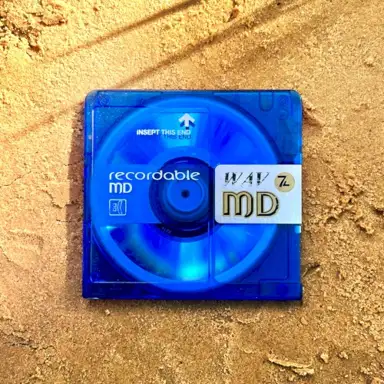 INSEPT THIS END
recordable
MD
WAV
MD